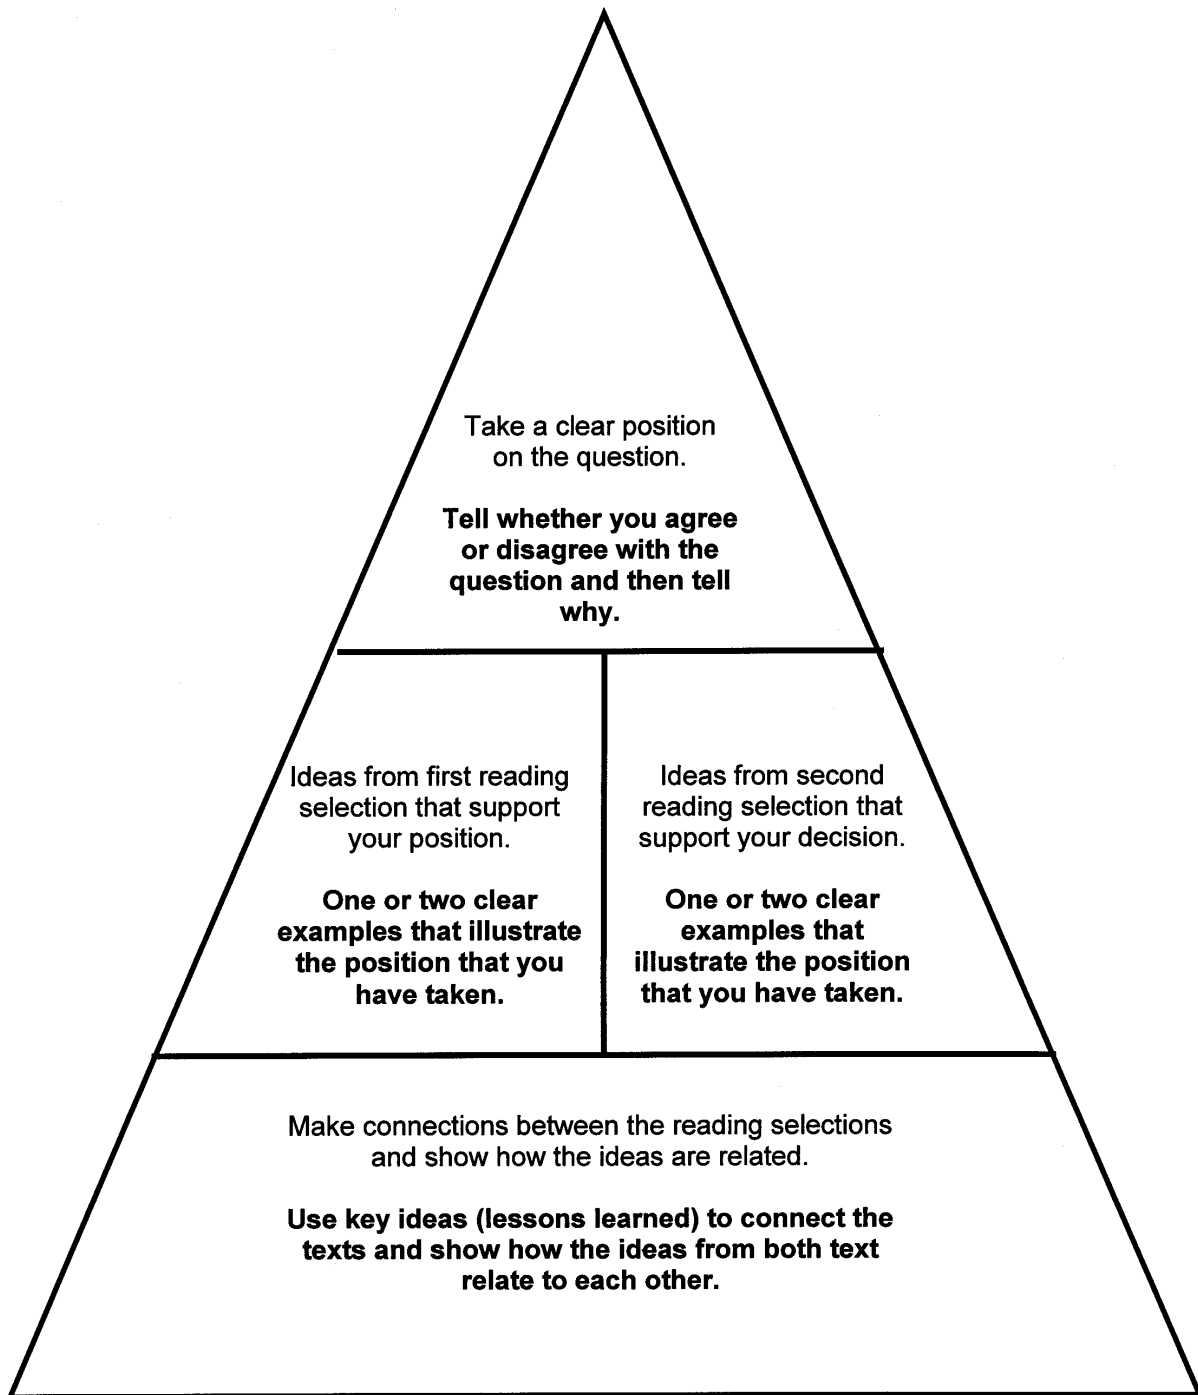 Take a clear position
on the question.
Tell whether you agree
or disagree with the
question and then tell
why.
Ideas from first reading
selection that support
your position.
One or two clear
examples that illustrate
the position that you
have taken.
Ideas from second
reading selection that
support your decision.
One or two clear
examples that
illustrate the position
that you have taken.
Make connections between the reading selections
and show how the ideas are related.
Use key ideas (lessons learned) to connect the
texts and show how the ideas from both text
relate to each other.